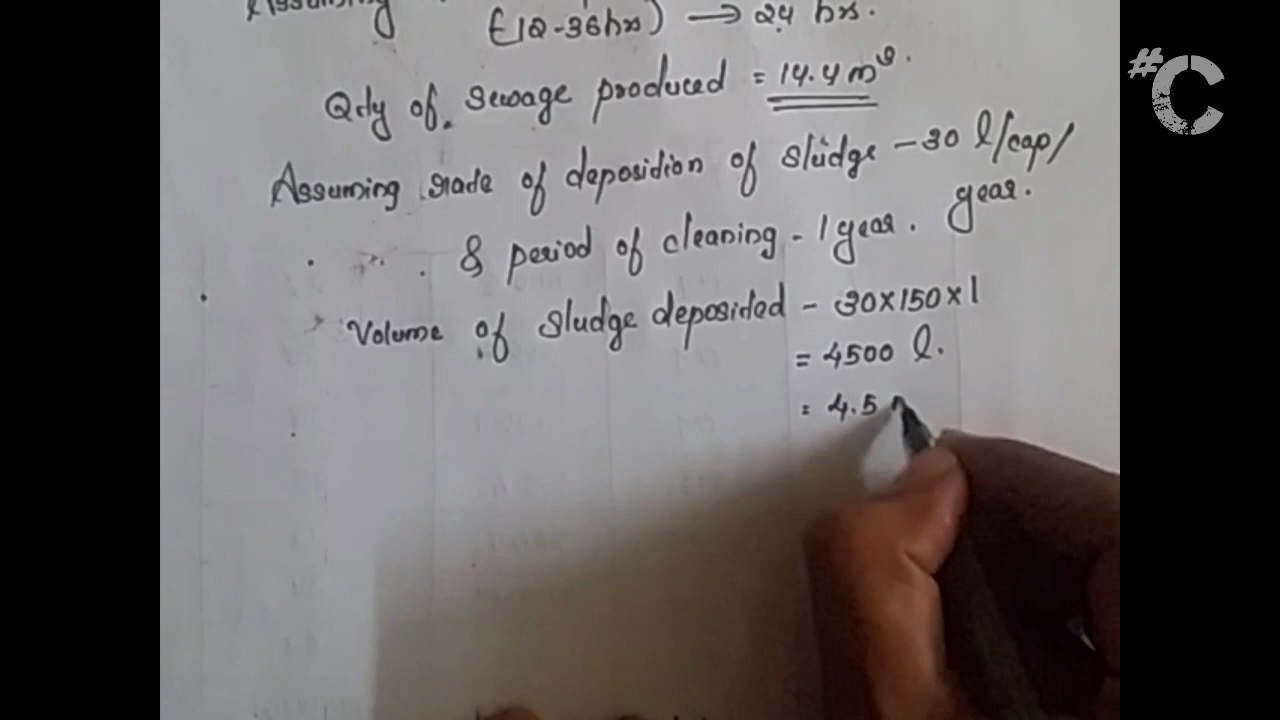 Assuming
(12-36hrs) → 24 hrs.
Qty of sewage produced = 14.4 m³.
Assuming rate of deposition of sludge - 30 l/cap/
year.
& period of cleaning - 1 year.
Volume of sludge deposited - 30×150×1
= 4500 l.
= 4.5
#C